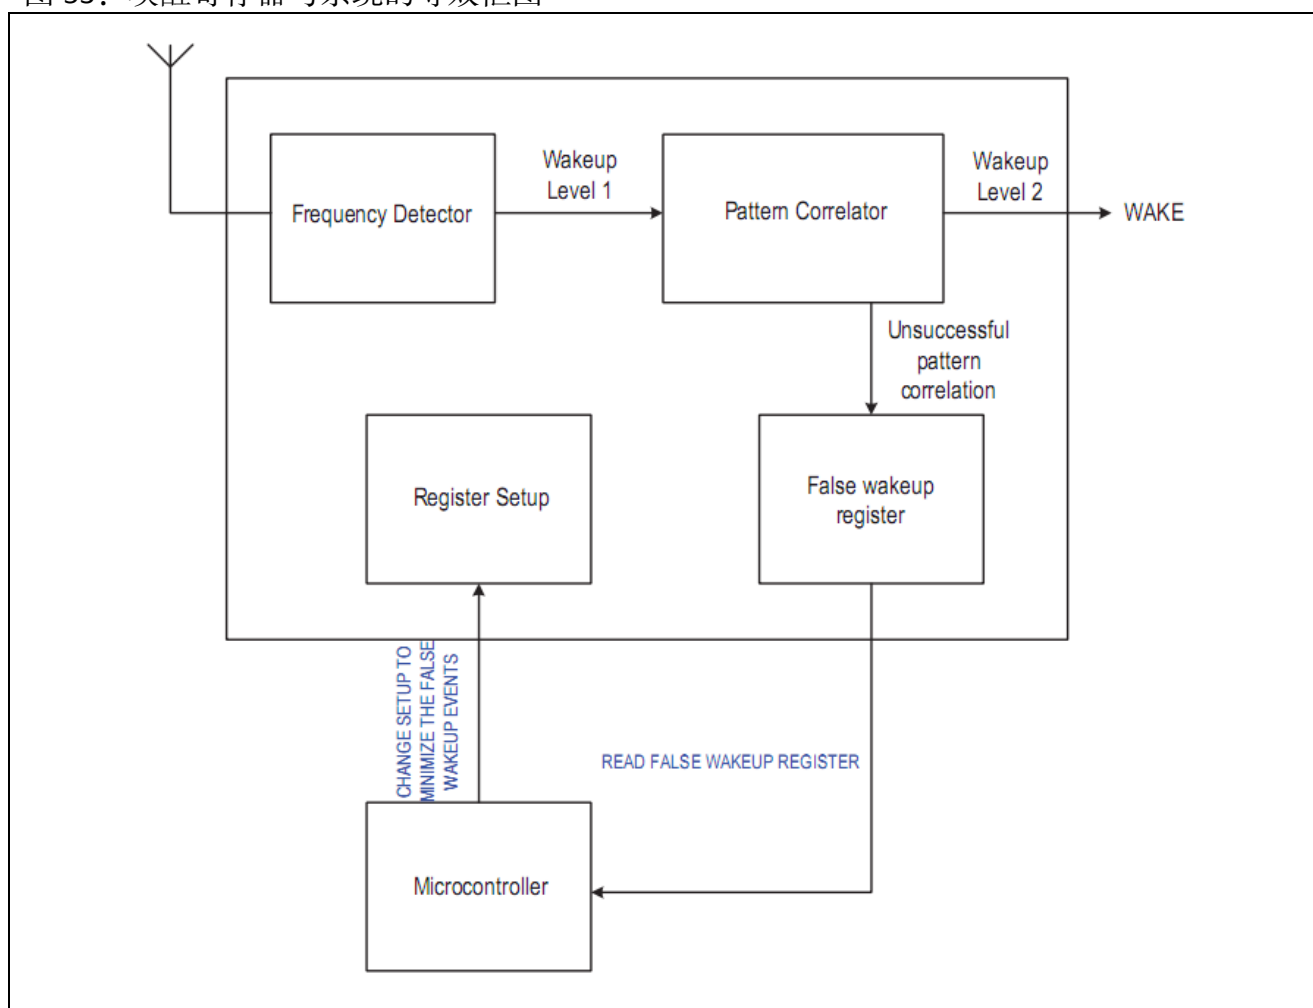 Wakeup
Level 1
Wakeup
Level 2
Frequency Detector
Pattern Correlator
WAKE
Unsuccessful
pattern
correlation
Register Setup
False wakeup
register
CHANGE SETUP TO
MINIMIZE THE FALSE
WAKEUP EVENTS
READ FALSE WAKEUP REGISTER
Microcontroller